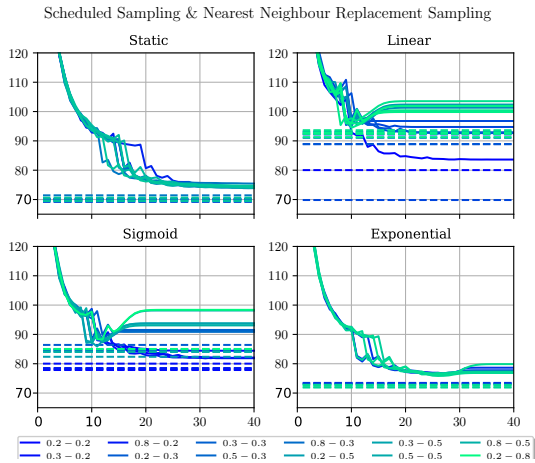 Scheduled Sampling & Nearest Neighbour Replacement Sampling
Static
Linear
120
110
100
90
80
70
120
110
100
90
80
70
Sigmoid
Exponential
120
110
100
90
80
70
0
10
20
30
40
120
110
100
90
80
70
0
10
20
30
40
0.2 − 0.2
0.8 − 0.2
0.3 − 0.3
0.8 − 0.3
0.3 − 0.5
0.8 − 0.5
0.3 − 0.2
0.2 − 0.3
0.5 − 0.3
0.2 − 0.5
0.5 − 0.5
0.2 − 0.8